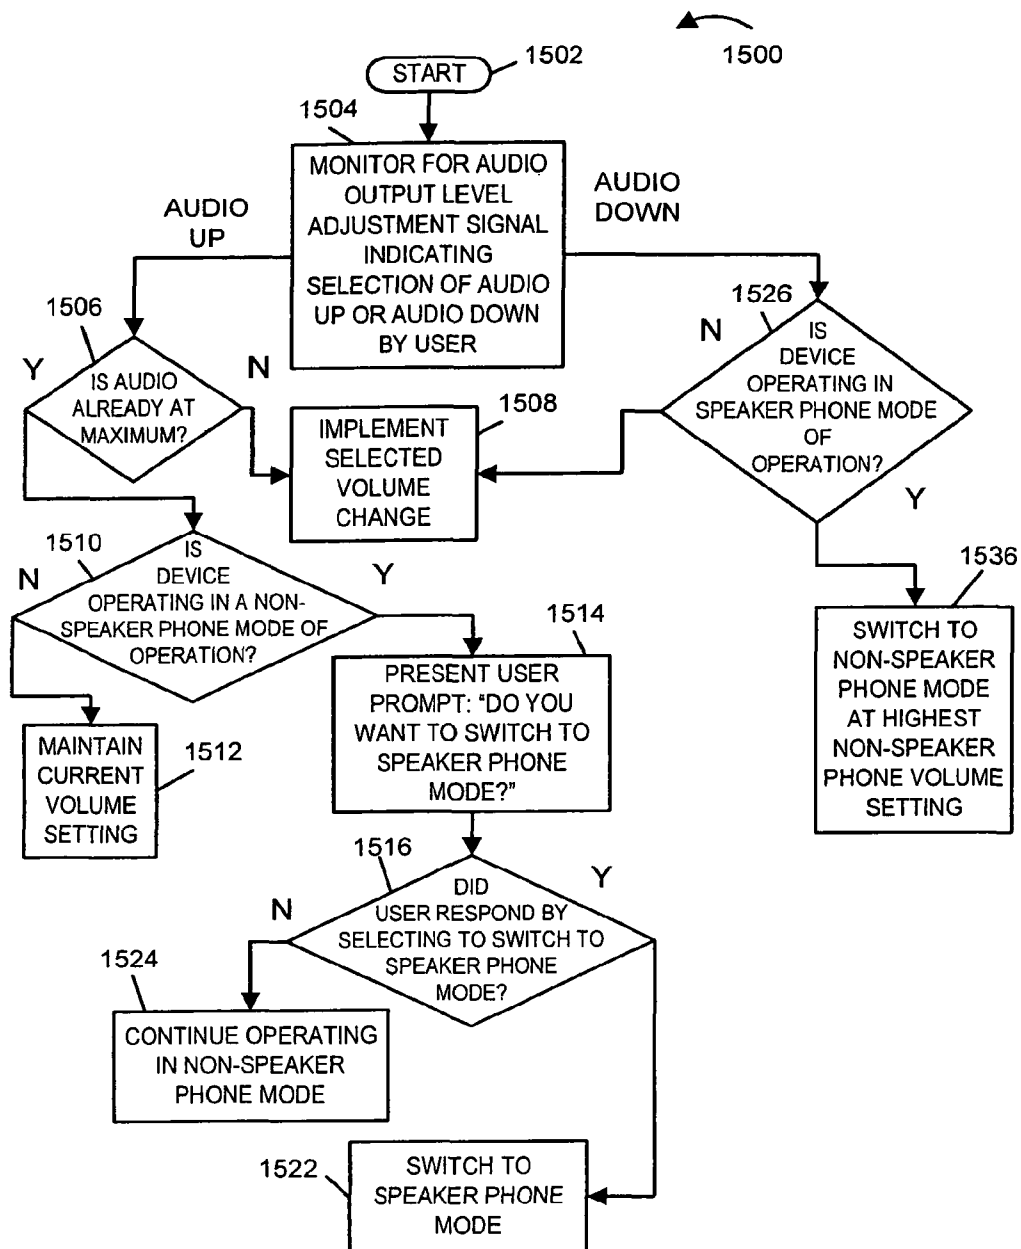 1500
START
1502
1504
MONITOR FOR AUDIO
OUTPUT LEVEL
ADJUSTMENT SIGNAL
INDICATING
SELECTION OF AUDIO
UP OR AUDIO DOWN
BY USER
AUDIO
UP
AUDIO
DOWN
1506
Y
N
IS AUDIO
ALREADY AT
MAXIMUM?
1508
IMPLEMENT
SELECTED
VOLUME
CHANGE
1526
N
IS
DEVICE
OPERATING IN
SPEAKER PHONE MODE
OF
OPERATION?
Y
1510
N
IS
DEVICE
OPERATING IN A NON-
SPEAKER PHONE MODE OF
OPERATION?
Y
1536
SWITCH TO
NON-SPEAKER
PHONE MODE
AT HIGHEST
NON-SPEAKER
PHONE VOLUME
SETTING
1514
PRESENT USER
PROMPT: “DO YOU
WANT TO SWITCH TO
SPEAKER PHONE
MODE?”
MAINTAIN
CURRENT
VOLUME
SETTING
1512
1516
N
Y
DID
USER RESPOND BY
SELECTING TO SWITCH TO
SPEAKER PHONE
MODE?
1524
CONTINUE OPERATING
IN NON-SPEAKER
PHONE MODE
1522
SWITCH TO
SPEAKER PHONE
MODE